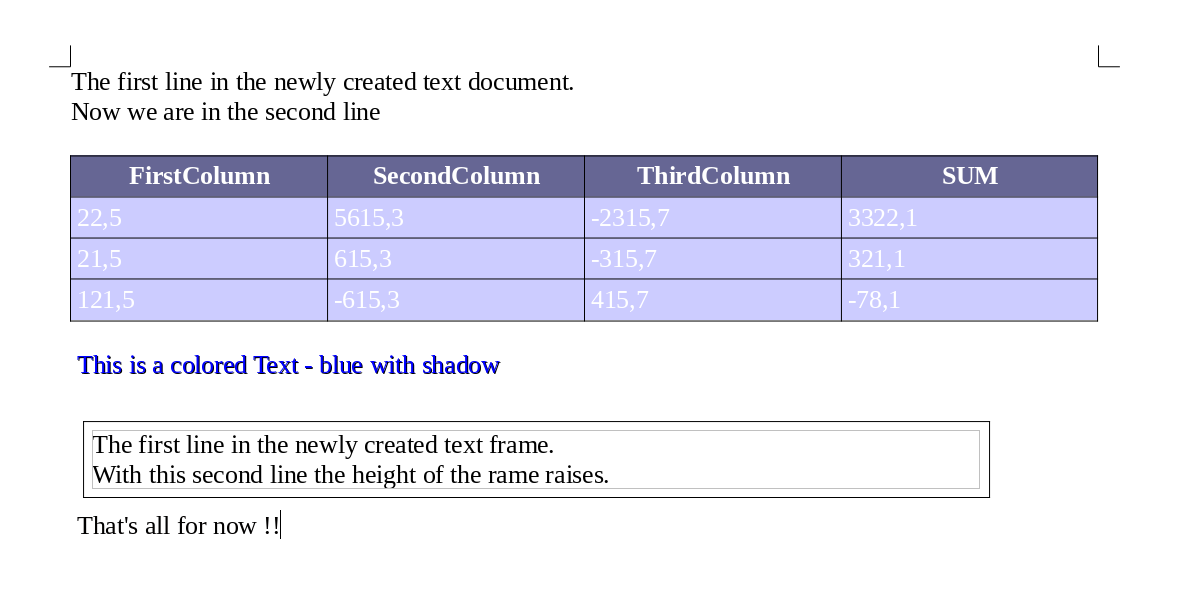 The first line in the newly created text document.
Now we are in the second line
FirstColumn SecondColumn ThirdColumn SUM
22,5 5615,3 -2315,7 3322,1
21,5 615,3 -315,7 321,1
121,5 -615,3 415,7 -78,1
This is a colored Text - blue with shadow
The first line in the newly created text frame.
With this second line the height of the rame raises.
That's all for now !!